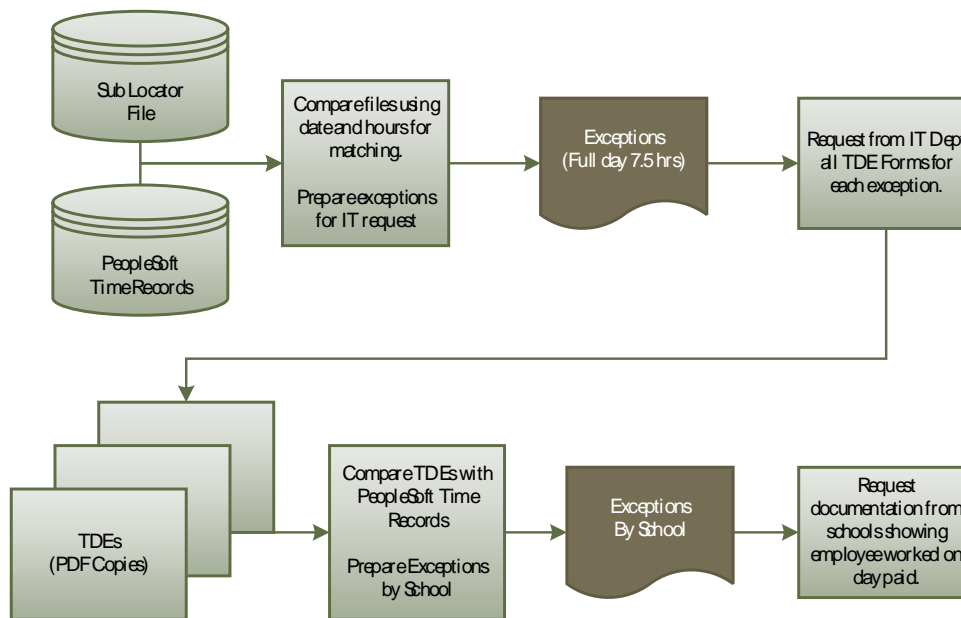 Sub Locator
File
PeopleSoft
Time Records
Compare files using
date and hours for
matching.
Prepare exceptions
for IT request
Exceptions
(Full day 7.5 hrs)
Request from IT Dept
all TDE Forms for
each exception.
TDEs
(PDF Copies)
Compare TDEs with
PeopleSoft Time
Records
Prepare Exceptions
by School
Exceptions
By School
Request
documentation from
schools showing
employee worked on
day paid.